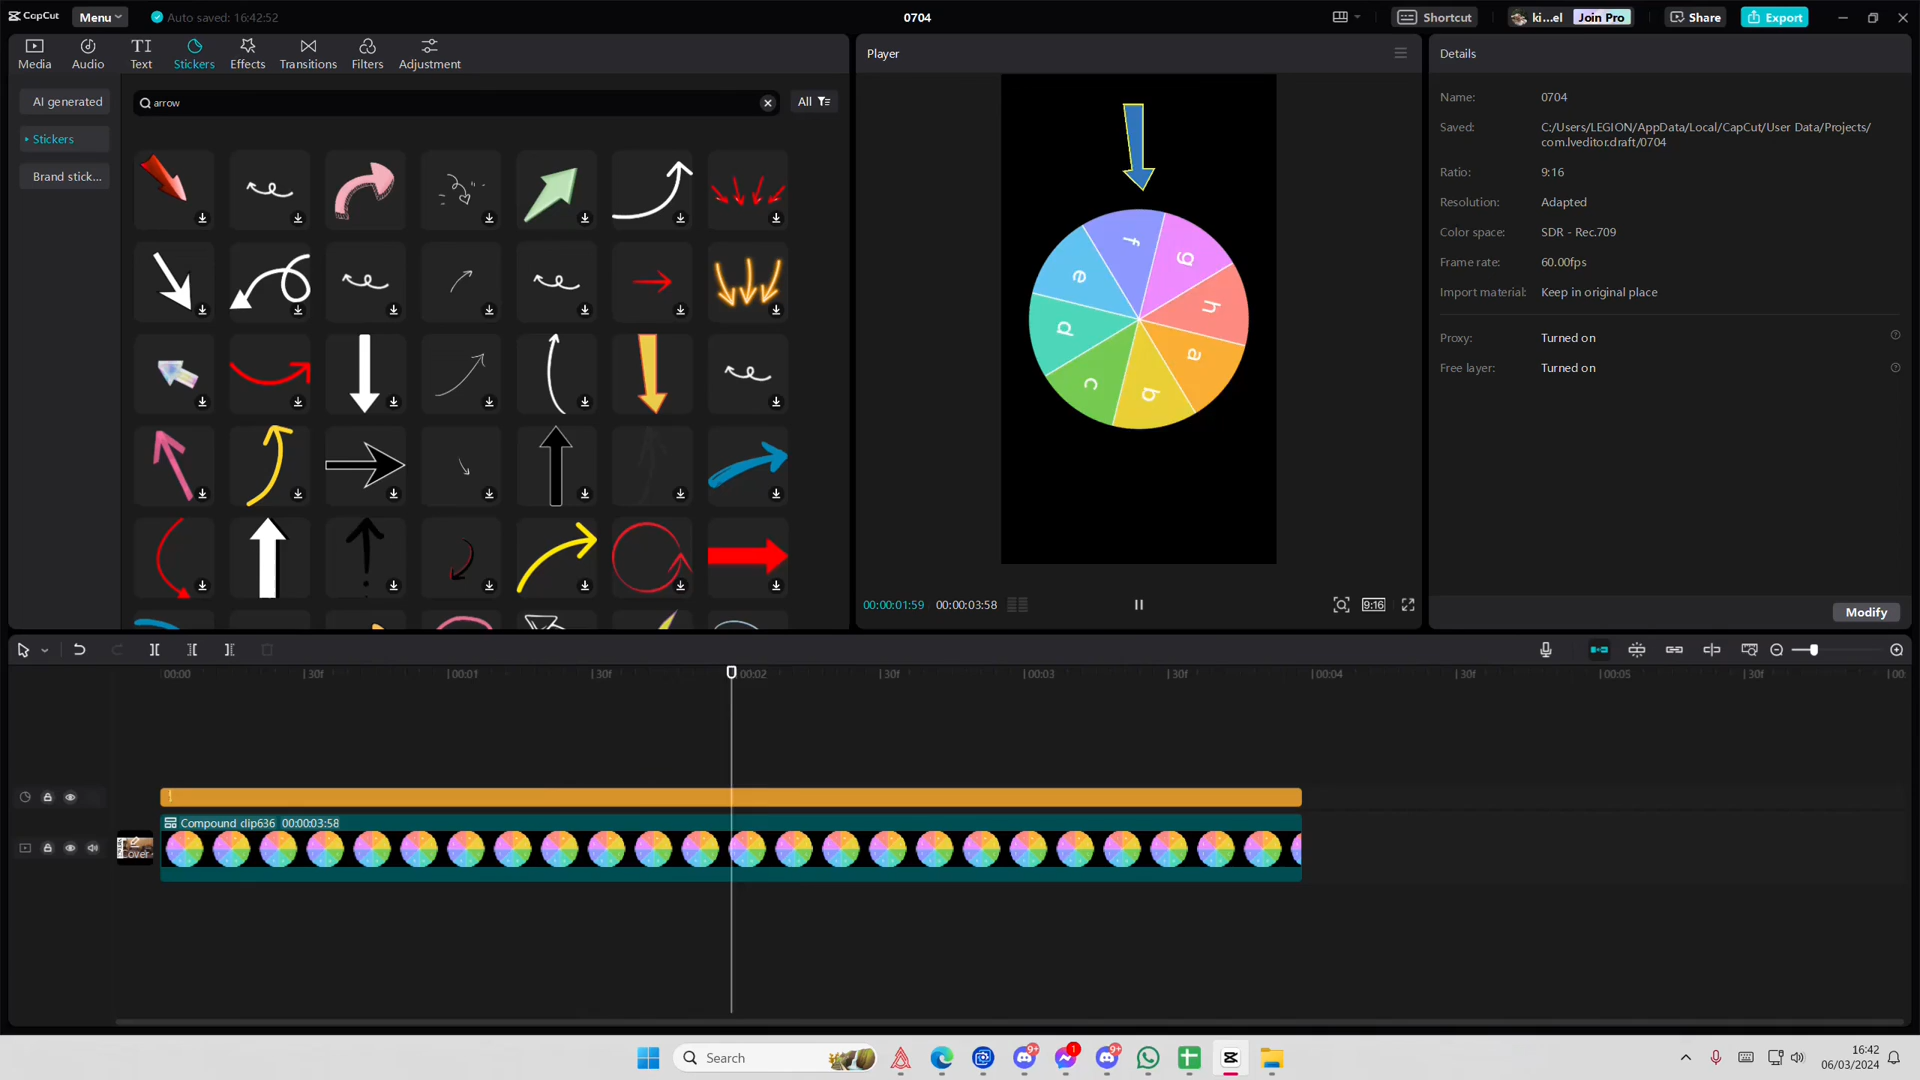 CapCut
Menu
Auto saved: 16:42:52
0704
Shortcut
ki...el
Join Pro
Share
Export
Media
Audio
TI
Text
Stickers
Effects
Transitions
Filters
Adjustment
AI generated
Stickers
Brand stick...
arrow
All
Player
f
g
e
h
d
a
c
b
00:00:01:59
00:00:03:58
9:16
Details
Name:
0704
Saved:
C:/Users/LEGION/AppData/Local/CapCut/User Data/Projects/
com.lveditor.draft/0704
Ratio:
9:16
Resolution:
Adapted
Color space:
SDR - Rec.709
Frame rate:
60.00fps
Import material:
Keep in original place
Proxy:
Turned on
Free layer:
Turned on
Modify
00:00
30f
00:01
30f
00:02
30f
00:03
30f
00:04
30f
00:05
30f
00:
Compound clip636 00:00:03:58
Cover
Search
9+
1
9+
16:42
06/03/2024